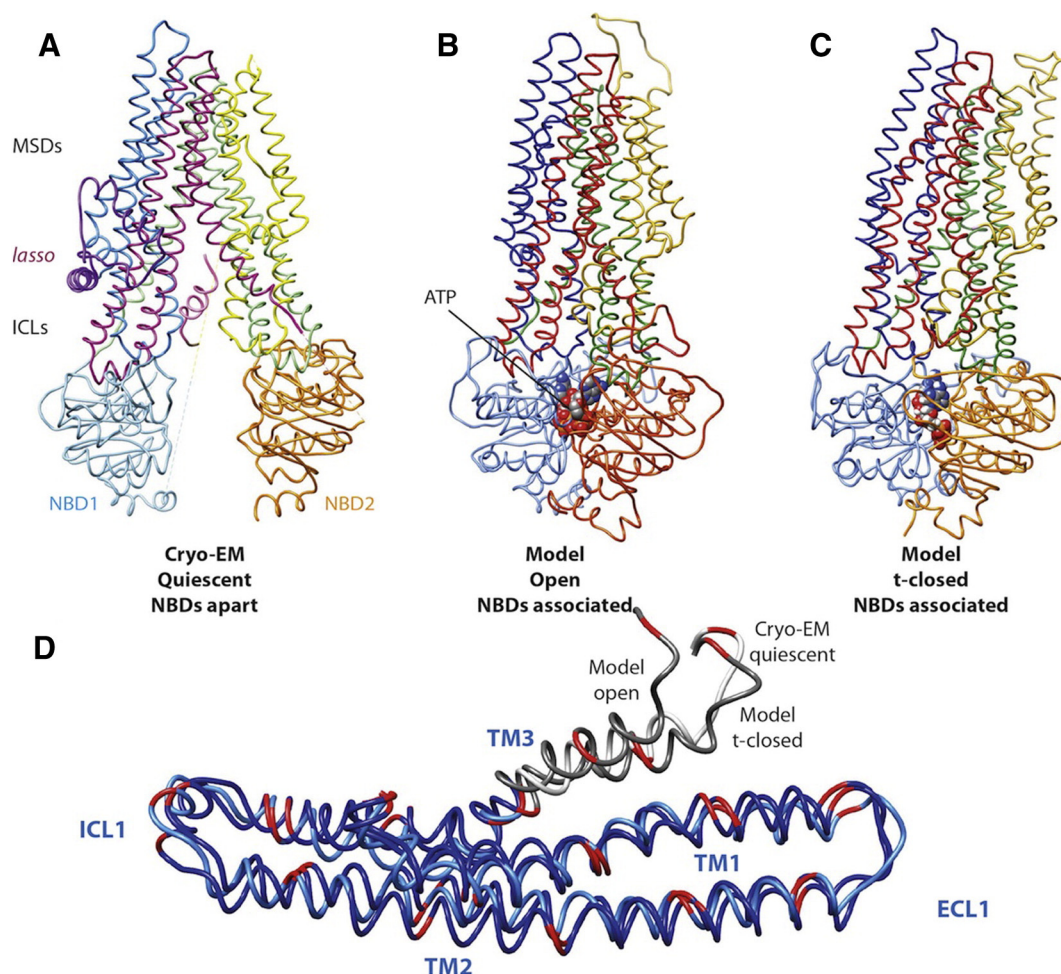 A
B
C
MSDs
lasso
ICLs
ATP
NBD1
NBD2
Cryo-EM
Quiescent
NBDs apart
Model
Open
NBDs associated
Model
t-closed
NBDs associated
D
Cryo-EM
quiescent
Model
open
Model
t-closed
TM3
ICL1
TM1
ECL1
TM2